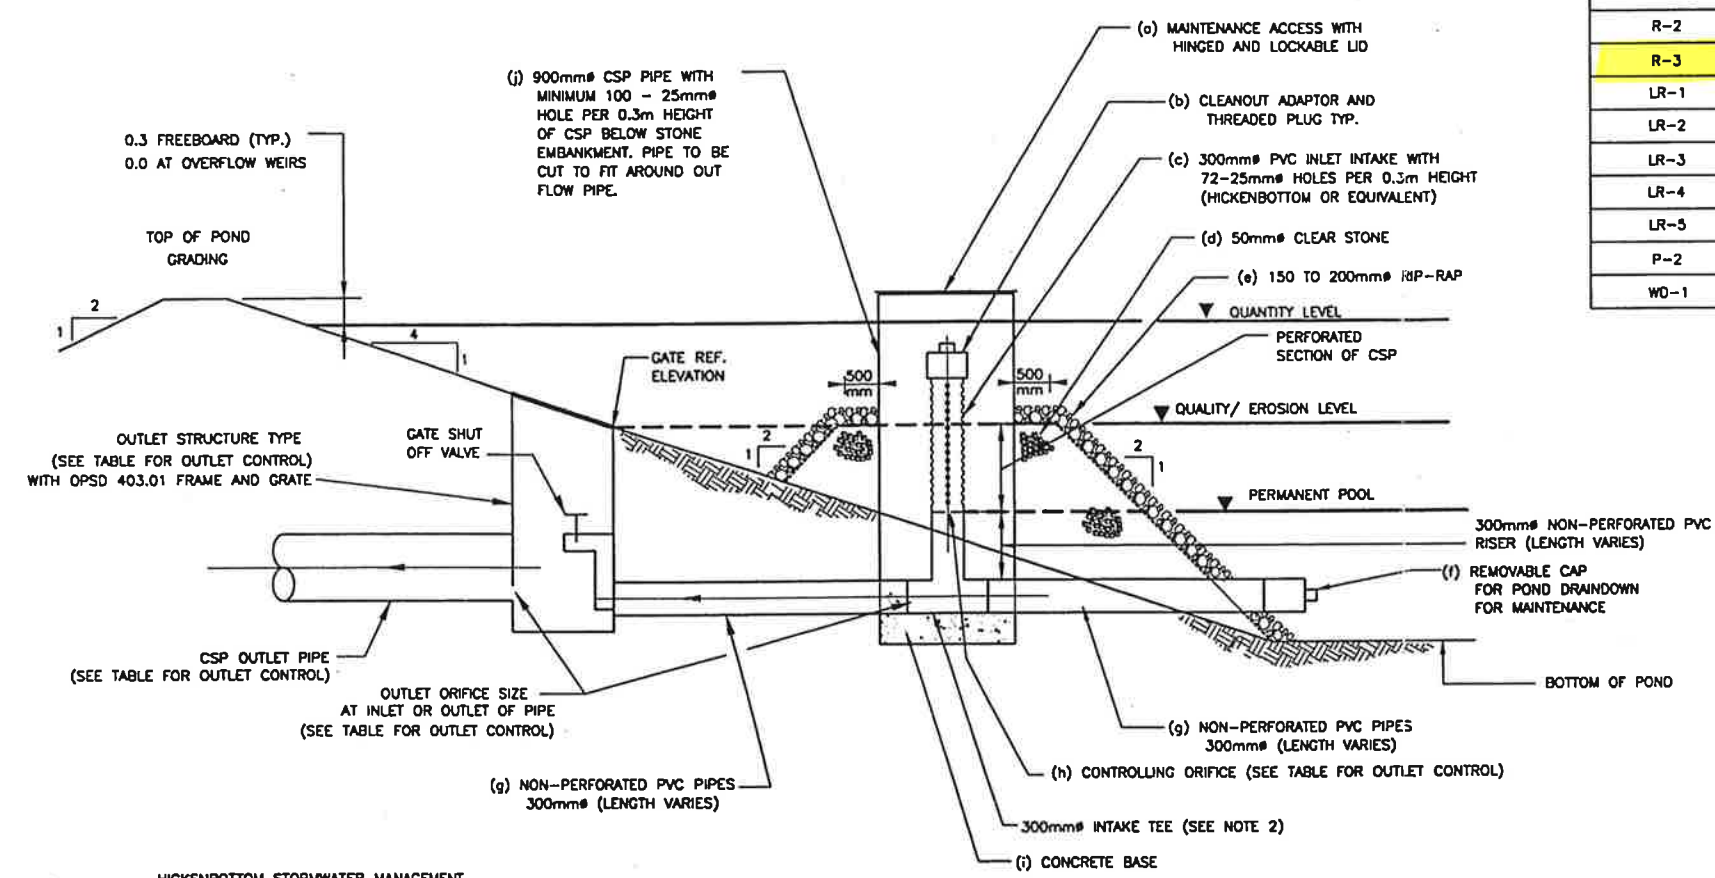 (a) MAINTENANCE ACCESS WITH
HINGED AND LOCKABLE LID
(j) 900mmø CSP PIPE WITH
MINIMUM 100 - 25mmø
HOLE PER 0.3m HEIGHT
OF CSP BELOW STONE
EMBANKMENT. PIPE TO BE
CUT TO FIT AROUND OUT
FLOW PIPE.
(b) CLEANOUT ADAPTOR AND
THREADED PLUG TYP.
0.3 FREEBOARD (TYP.)
0.0 AT OVERFLOW WEIRS
(c) 300mmø PVC INLET INTAKE WITH
72-25mmø HOLES PER 0.3m HEIGHT
(HICKENBOTTOM OR EQUIVALENT)
TOP OF POND
GRADING
(d) 50mmø CLEAR STONE
(e) 150 TO 200mmø RIP-RAP
2
1
4
1
QUANTITY LEVEL
PERFORATED
SECTION OF CSP
GATE REF.
ELEVATION
500
mm
500
mm
QUALITY/ EROSION LEVEL
OUTLET STRUCTURE TYPE
(SEE TABLE FOR OUTLET CONTROL)
WITH OPSD 403.01 FRAME AND GRATE
GATE SHUT
OFF VALVE
2
1
2
1
PERMANENT POOL
300mmø NON-PERFORATED PVC
RISER (LENGTH VARIES)
(f) REMOVABLE CAP
FOR POND DRAINDOWN
FOR MAINTENANCE
CSP OUTLET PIPE
(SEE TABLE FOR OUTLET CONTROL)
OUTLET ORIFICE SIZE
AT INLET OR OUTLET OF PIPE
(SEE TABLE FOR OUTLET CONTROL)
BOTTOM OF POND
(g) NON-PERFORATED PVC PIPES
300mmø (LENGTH VARIES)
(g) NON-PERFORATED PVC PIPES
300mmø (LENGTH VARIES)
(h) CONTROLLING ORIFICE (SEE TABLE FOR OUTLET CONTROL)
300mmø INTAKE TEE (SEE NOTE 2)
(i) CONCRETE BASE
HICKENBOTTOM STORMWATER MANAGEMENT
R-2
R-3
LR-1
LR-2
LR-3
LR-4
LR-5
P-2
WD-1